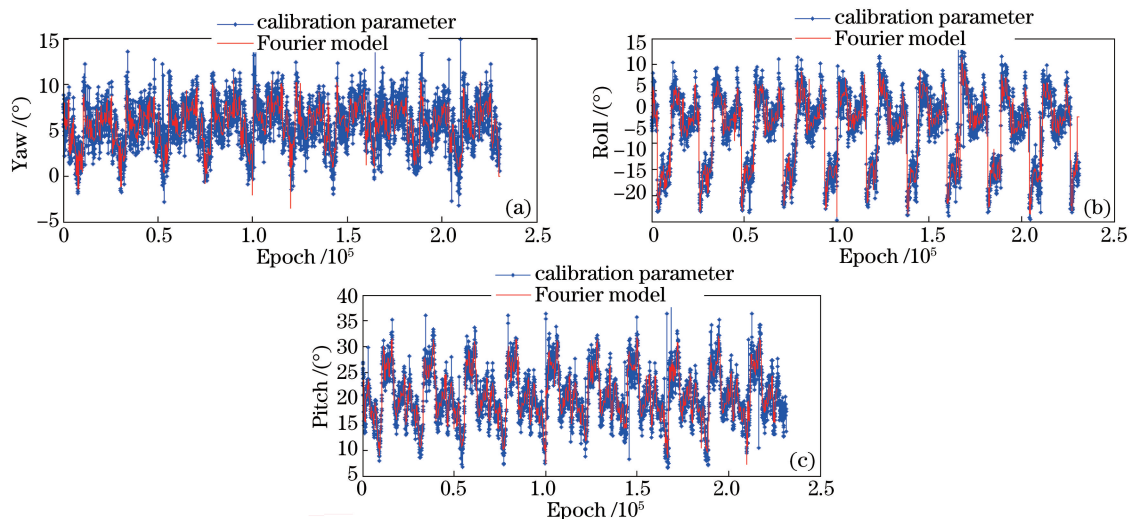 calibration parameter
Fourier model
15
10
5
0
−5
Yaw /(°)
(a)
0 0.5 1.0 1.5 2.0 2.5
Epoch /10⁵
calibration parameter
Fourier model
15
10
5
0
−5
−10
−15
−20
Roll /(°)
(b)
0 0.5 1.0 1.5 2.0 2.5
Epoch /10⁵
calibration parameter
Fourier model
40
35
30
25
20
15
10
5
Pitch /(°)
(c)
0 0.5 1.0 1.5 2.0 2.5
Epoch /10⁵